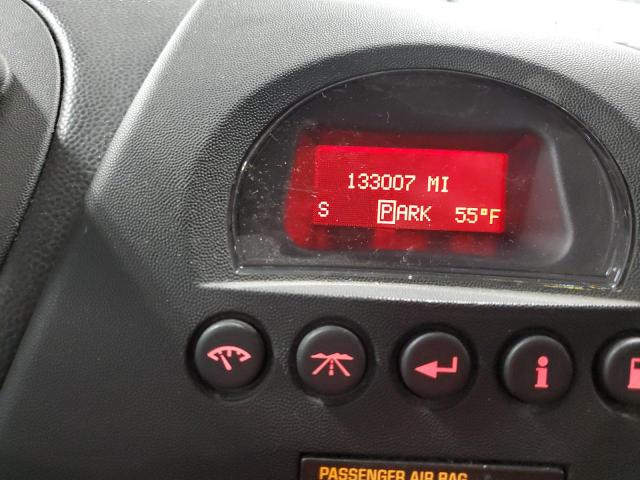 133007 MI
S PARK 55°F
i
PASSENGER AIR BAG